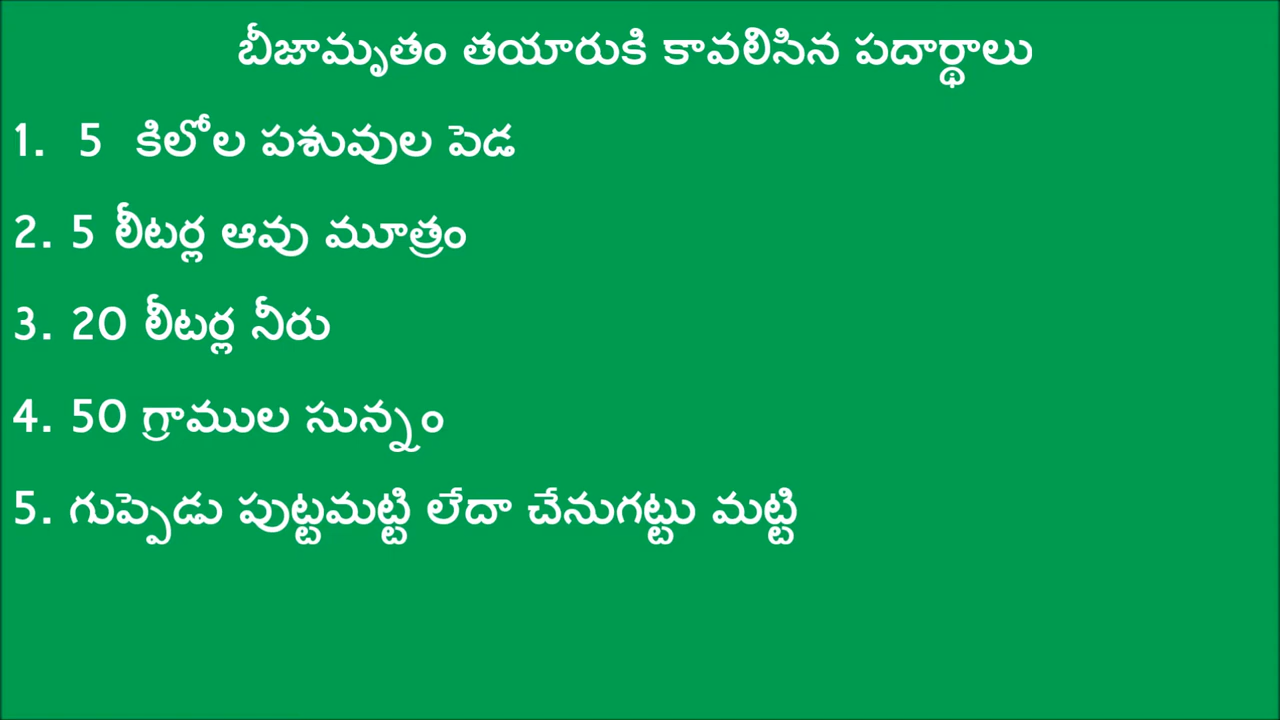 బీజామృతం తయారుకి కావలిసిన పదార్థాలు
1. 5 కిలోల పశువుల పెడ
2. 5 లీటర్ల ఆవు మూత్రం
3. 20 లీటర్ల నీరు
4. 50 గ్రాముల సున్నం
5. గుప్పెడు పుట్టమట్టి లేదా చేనుగట్టు మట్టి